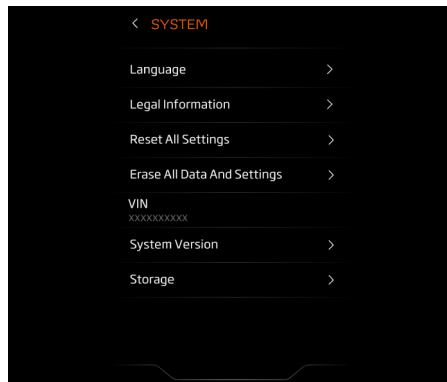 SYSTEM
Language
Legal Information
Reset All Settings
Erase All Data And Settings
VIN
XXXXXXXXXX
System Version
Storage